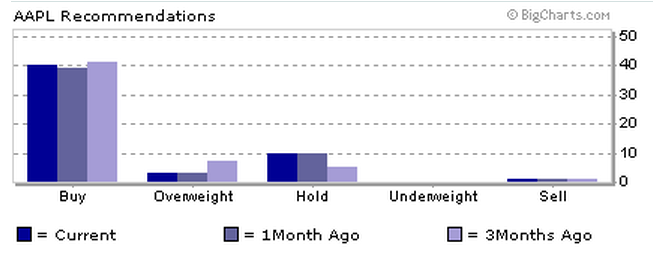 AAPL Recommendations
© BigCharts.com
50
40
30
20
10
0
Buy Overweight Hold Underweight Sell
= Current = 1Month Ago = 3Months Ago